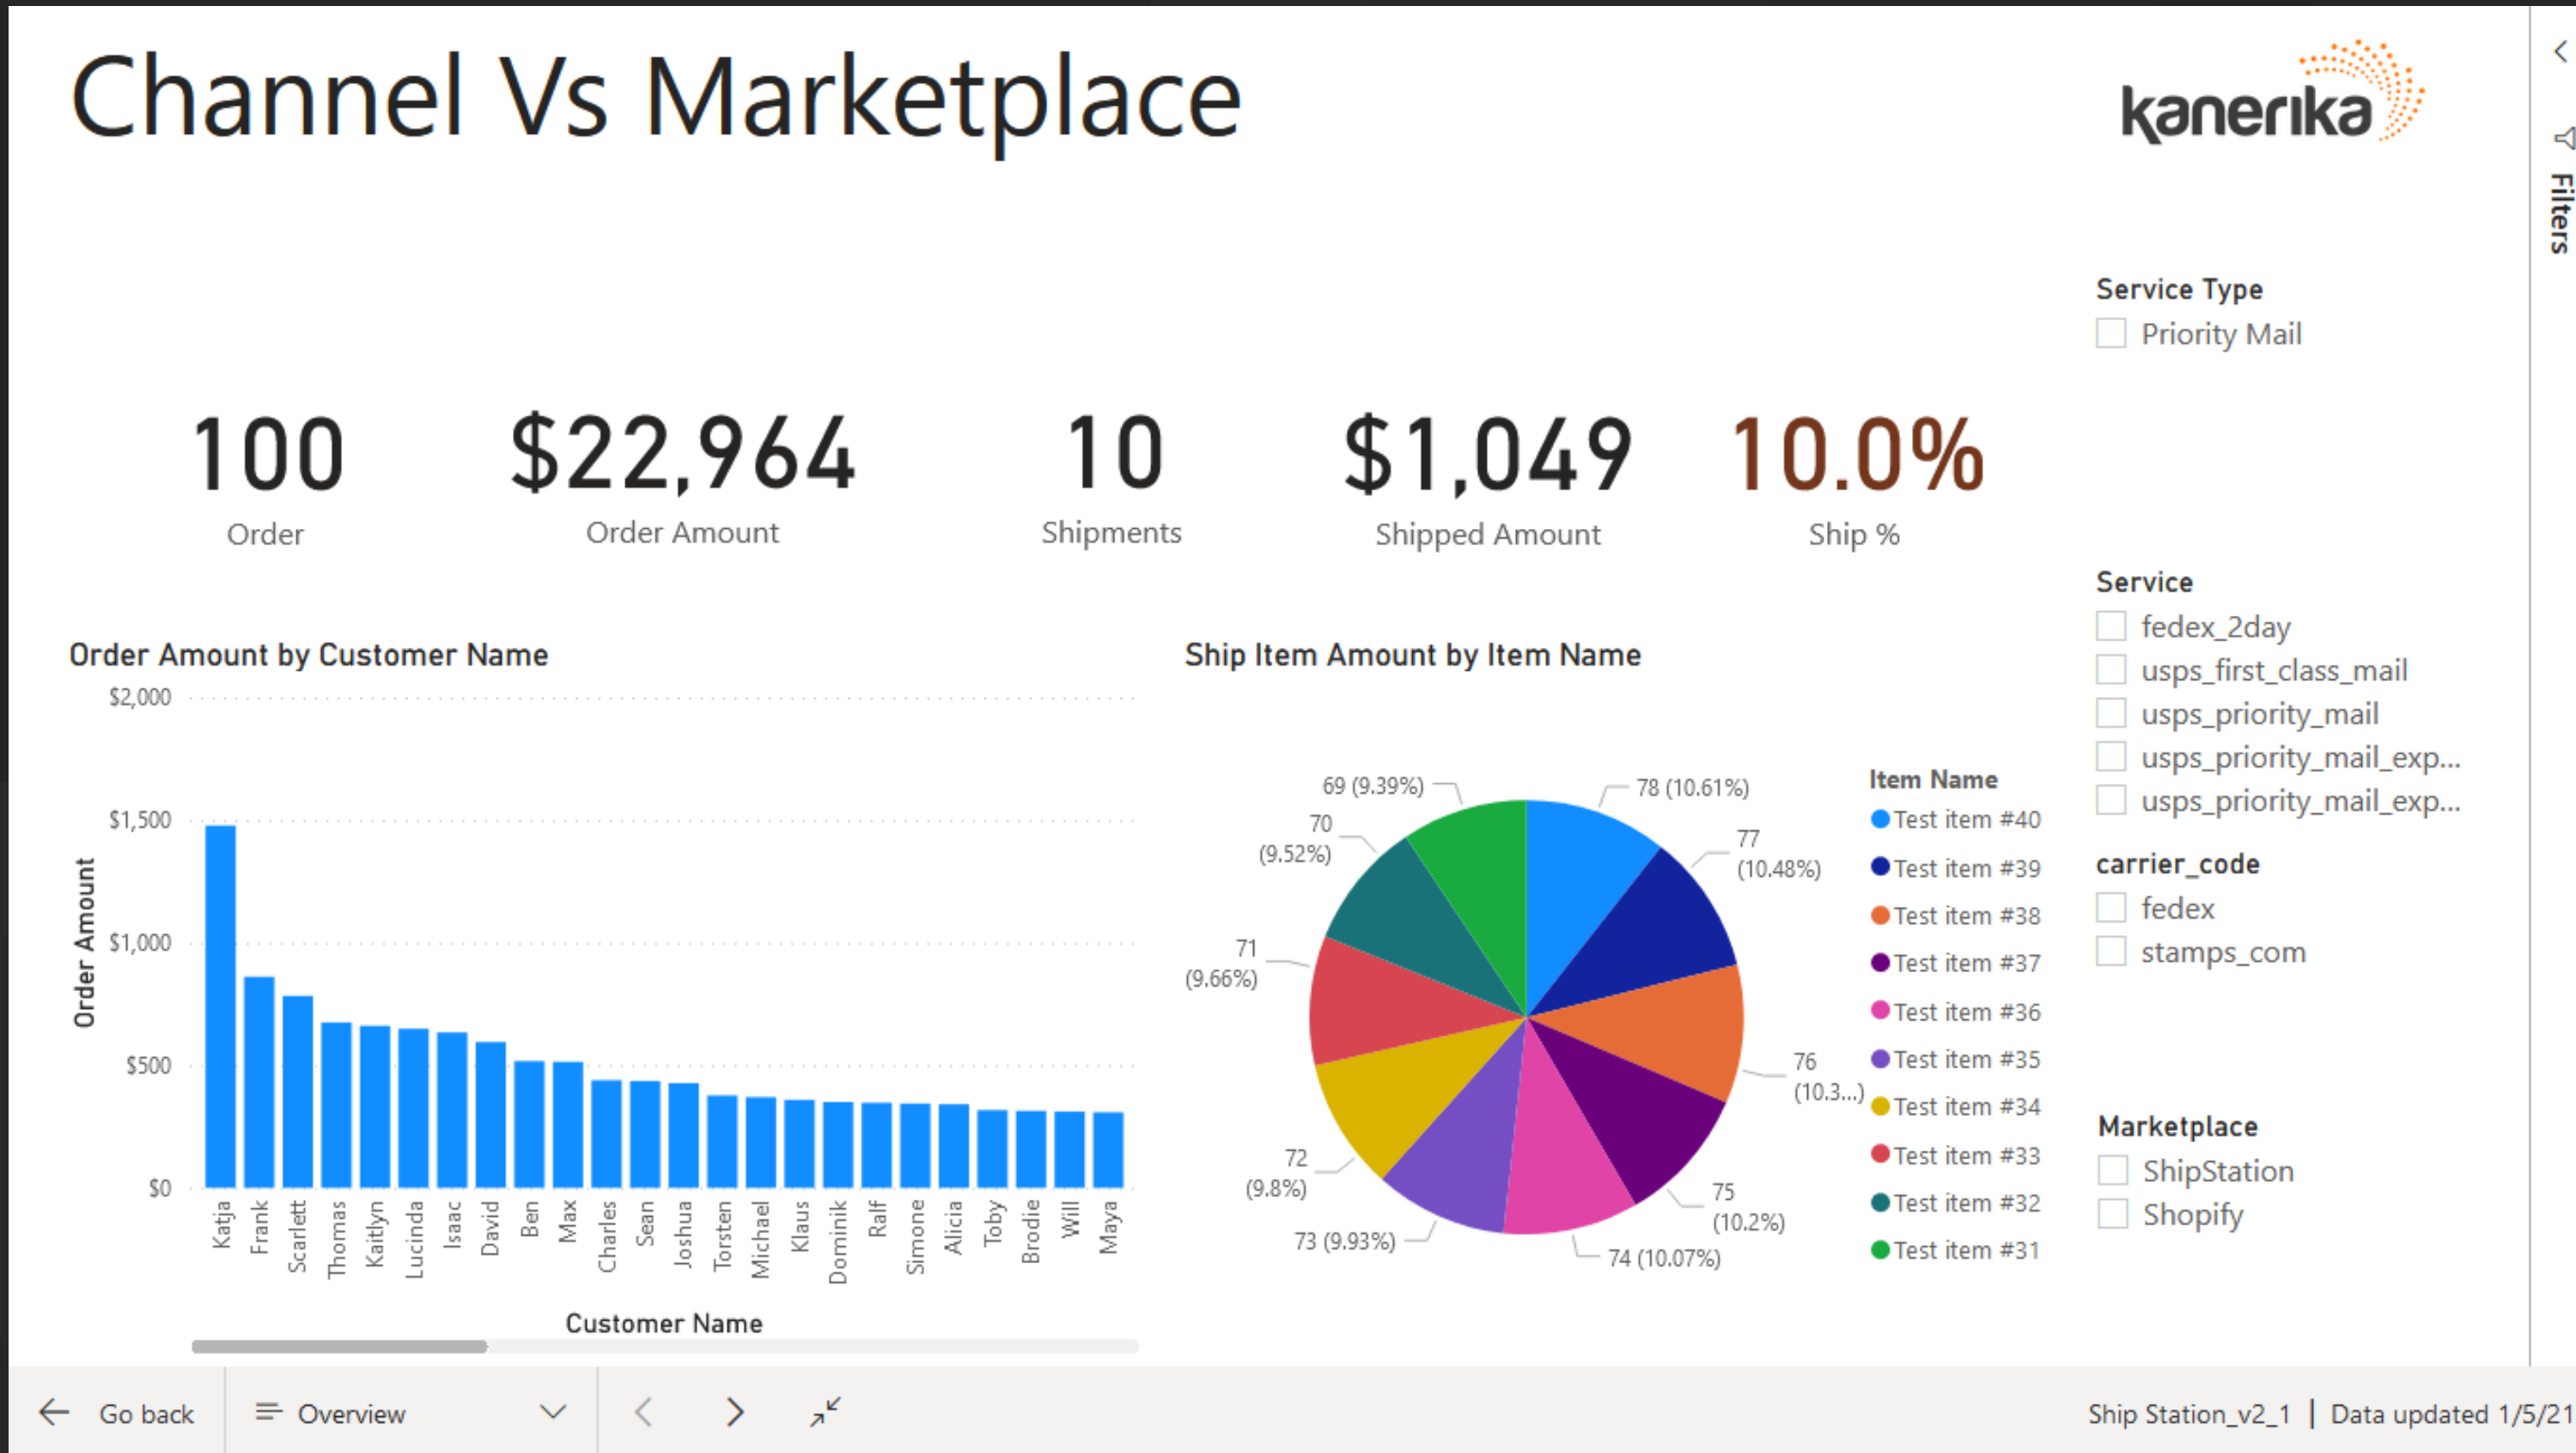 Channel Vs Marketplace
kanerika
Filters
Service Type
Priority Mail
100
Order
$22,964
Order Amount
10
Shipments
$1,049
Shipped Amount
10.0%
Ship %
Service
fedex_2day
usps_first_class_mail
usps_priority_mail
usps_priority_mail_exp...
usps_priority_mail_exp...
carrier_code
fedex
stamps_com
Marketplace
ShipStation
Shopify
Order Amount by Customer Name
Order Amount
$2,000
$1,500
$1,000
$500
$0
Katja
Frank
Scarlett
Thomas
Kaitlyn
Lucinda
Isaac
David
Ben
Max
Charles
Sean
Joshua
Torsten
Michael
Klaus
Dominik
Ralf
Simone
Alicia
Toby
Brodie
Will
Maya
Customer Name
Ship Item Amount by Item Name
78 (10.61%)
77
(10.48%)
76
(10.3...)
75
(10.2%)
74 (10.07%)
73 (9.93%)
72
(9.8%)
71
(9.66%)
70
(9.52%)
69 (9.39%)
Item Name
Test item #40
Test item #39
Test item #38
Test item #37
Test item #36
Test item #35
Test item #34
Test item #33
Test item #32
Test item #31
Go back
Overview
Ship Station_v2_1 | Data updated 1/5/21